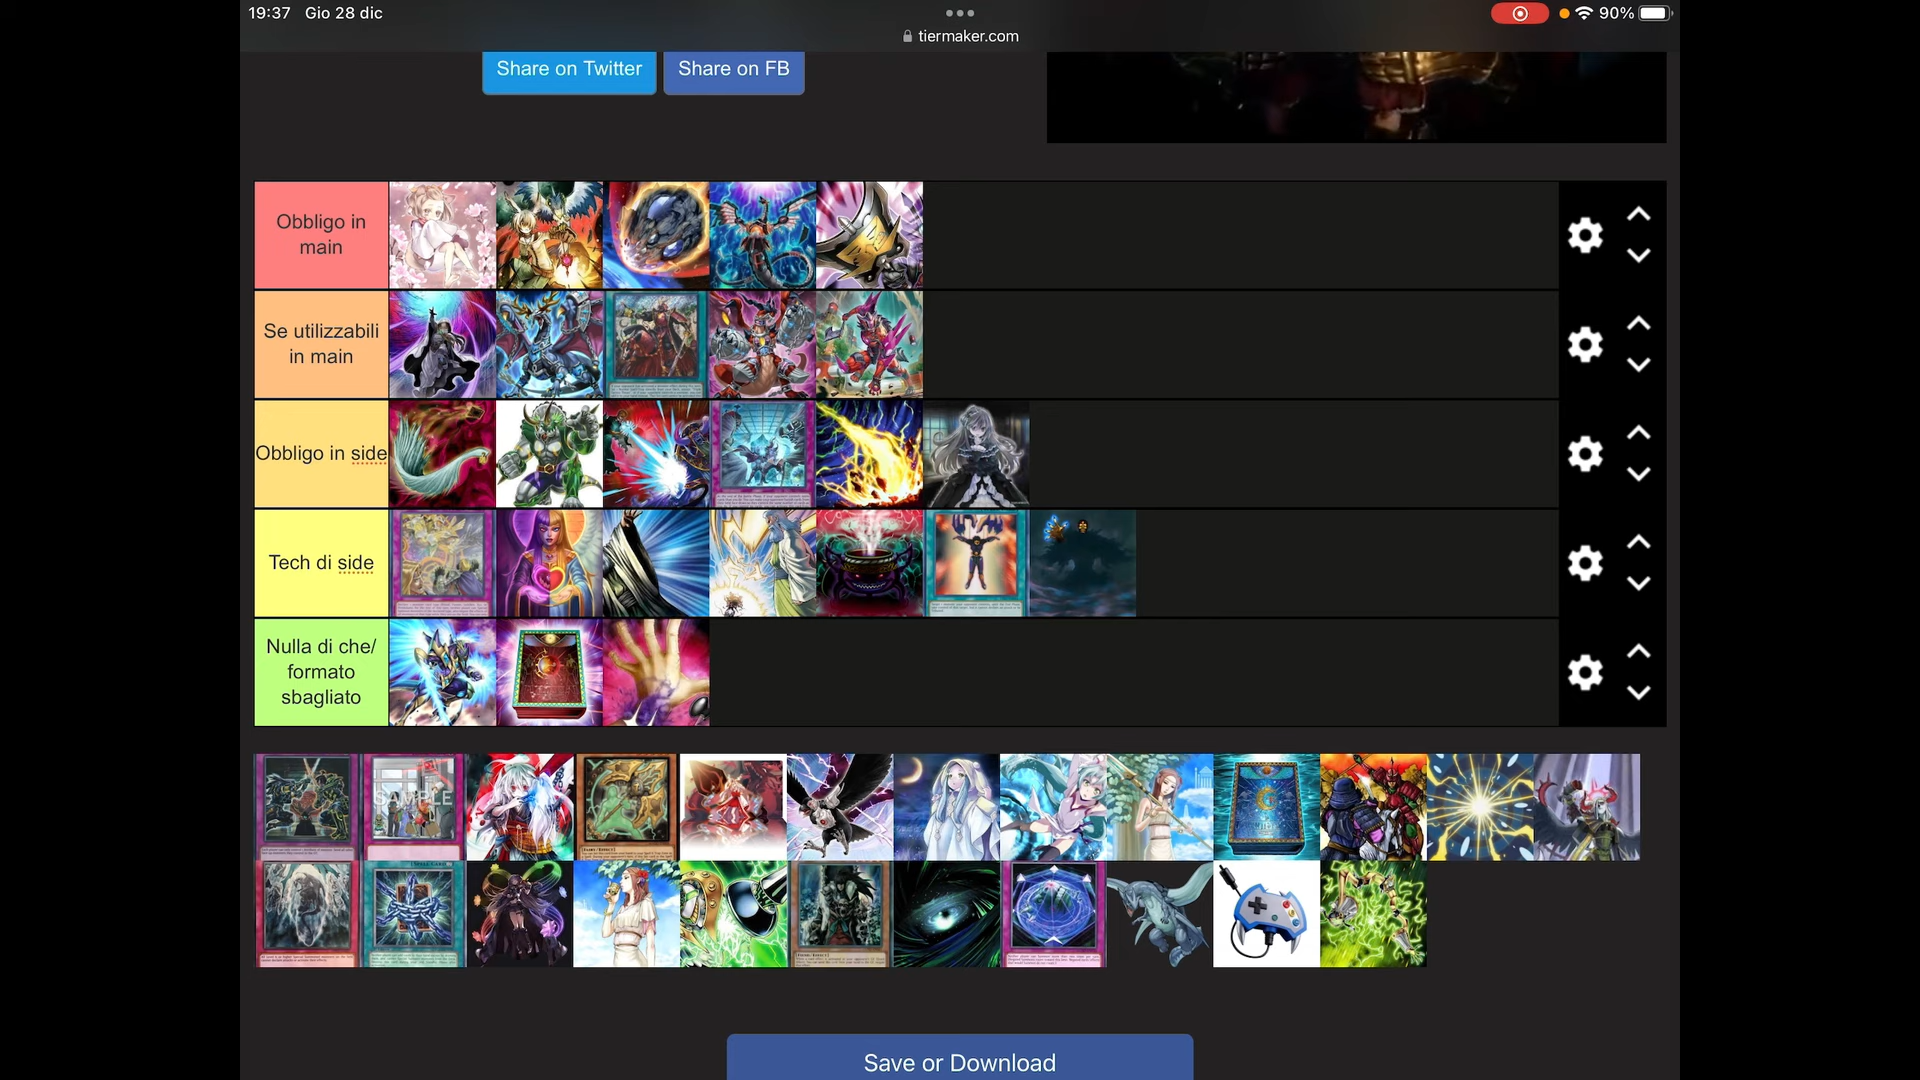 19:37 Gio 28 dic
90%
tiermaker.com
Share on Twitter
Share on FB
Obbligo in
main
Se utilizzabili
in main
Obbligo in side
Tech di side
Nulla di che/
formato
sbagliato
SAMPLE
Save or Download